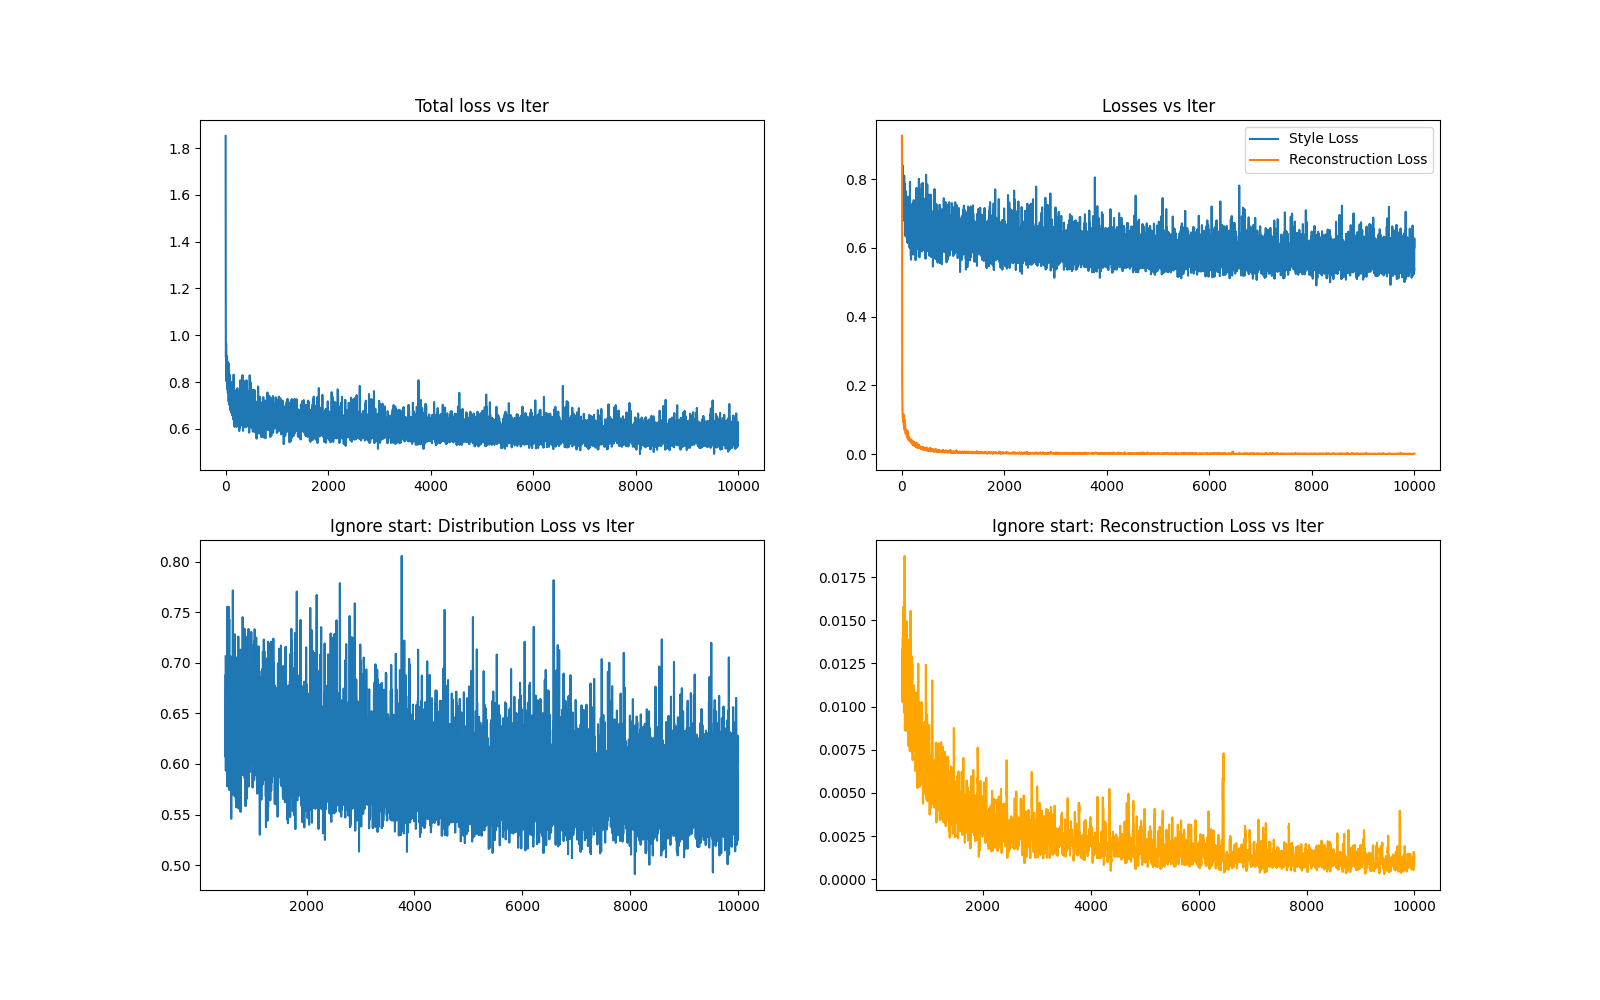 Total loss vs Iter
1.8
1.6
1.4
1.2
1.0
0.8
0.6
0 2000 4000 6000 8000 10000
Losses vs Iter
Style Loss
Reconstruction Loss
0.8
0.6
0.4
0.2
0.0
0 2000 4000 6000 8000 10000
Ignore start: Distribution Loss vs Iter
0.80
0.75
0.70
0.65
0.60
0.55
0.50
2000 4000 6000 8000 10000
Ignore start: Reconstruction Loss vs Iter
0.0175
0.0150
0.0125
0.0100
0.0075
0.0050
0.0025
0.0000
2000 4000 6000 8000 10000